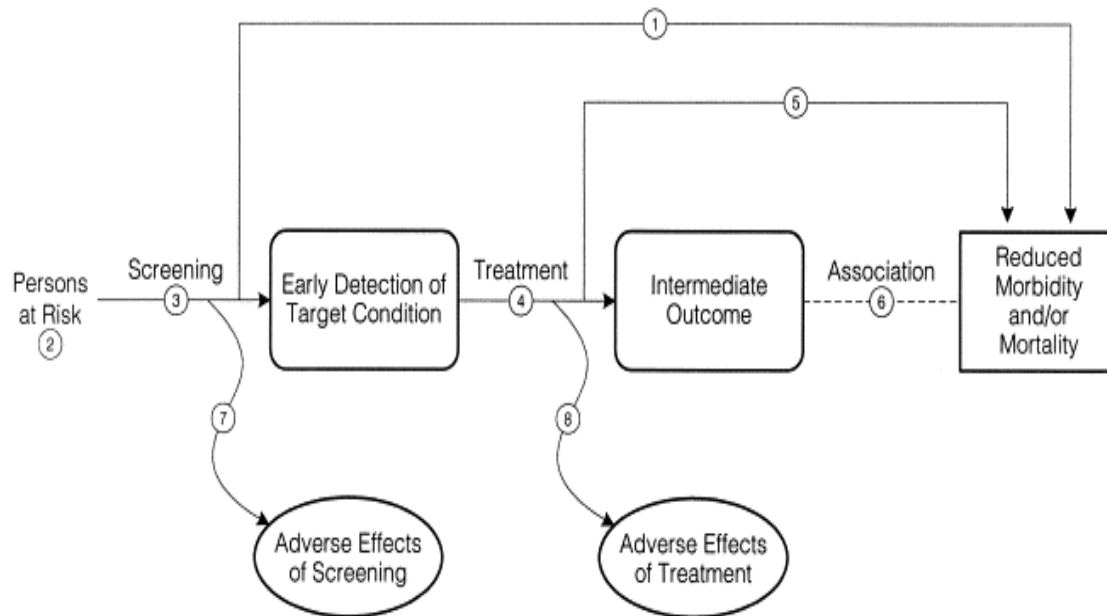 1
5
Persons
at Risk
2
Screening
3
Early Detection of
Target Condition
Treatment
4
Intermediate
Outcome
Association
6
Reduced
Morbidity
and/or
Mortality
7
8
Adverse Effects
of Screening
Adverse Effects
of Treatment